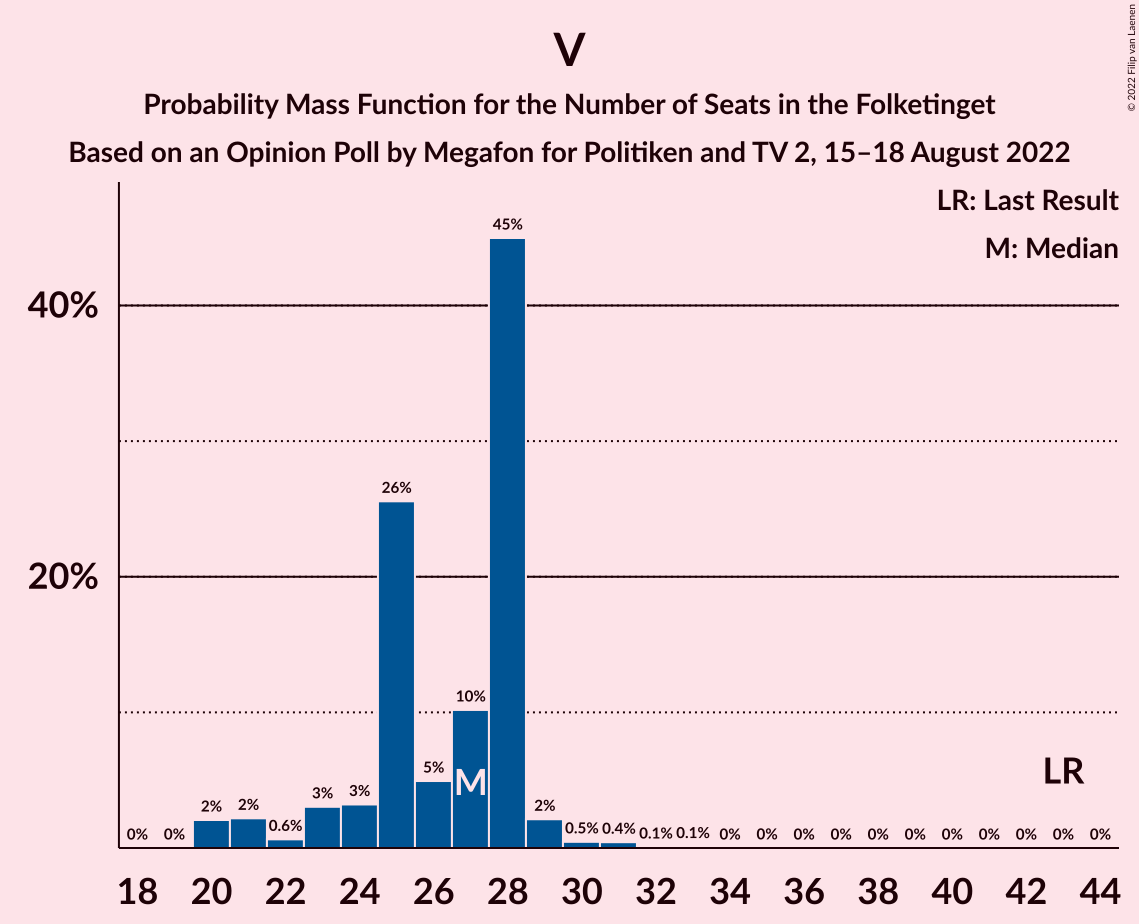 V
Probability Mass Function for the Number of Seats in the Folketinget
Based on an Opinion Poll by Megafon for Politiken and TV 2, 15–18 August 2022
© 2022 Filip van Laenen
LR: Last Result
M: Median
45%
40%
26%
20%
10%
LR
5%
M
2% 2% 3% 3% 2%
0% 0% 0.6% 0.5% 0.4% 0.1% 0.1% 0% 0% 0% 0% 0% 0% 0% 0% 0% 0% 0%
18 20 22 24 26 28 30 32 34 36 38 40 42 44